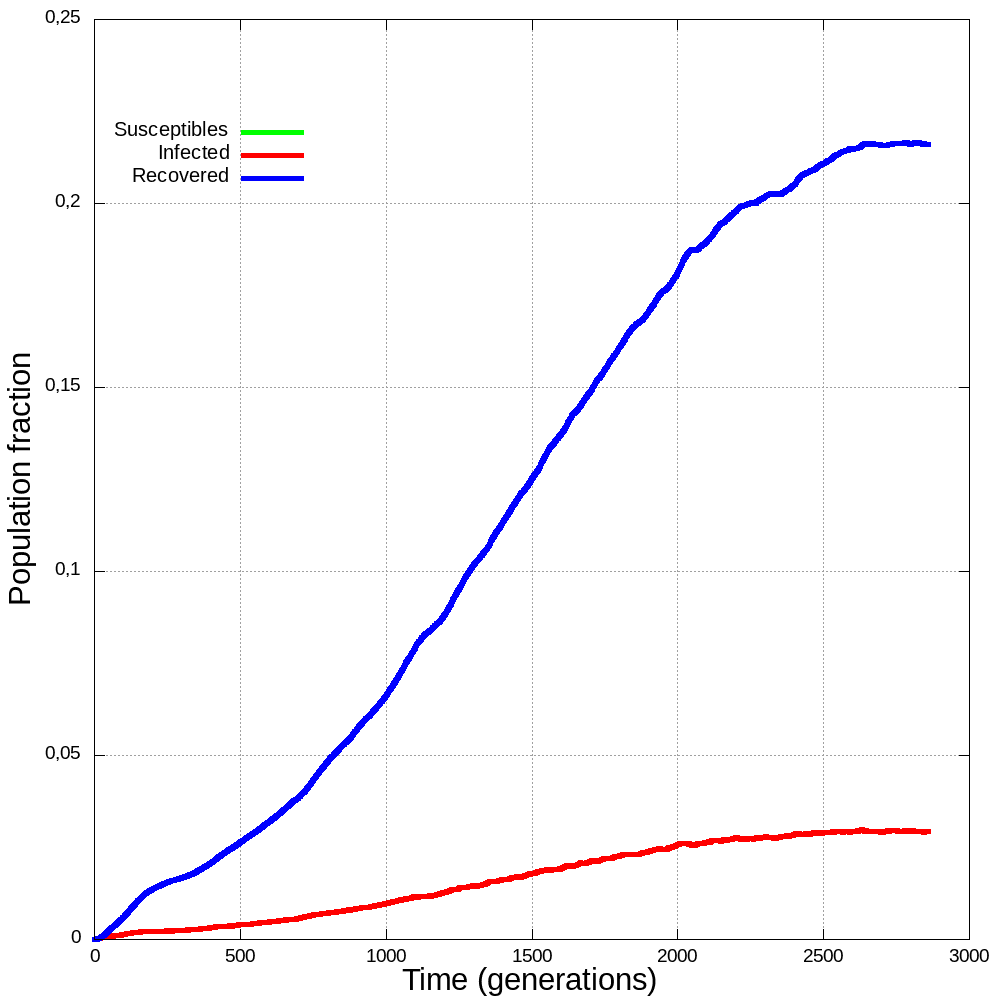 0,25
Susceptibles
Infected
Recovered
0,2
0,15
Population fraction
0,1
0,05
0
0 500 1000 1500 2000 2500 3000
Time (generations)